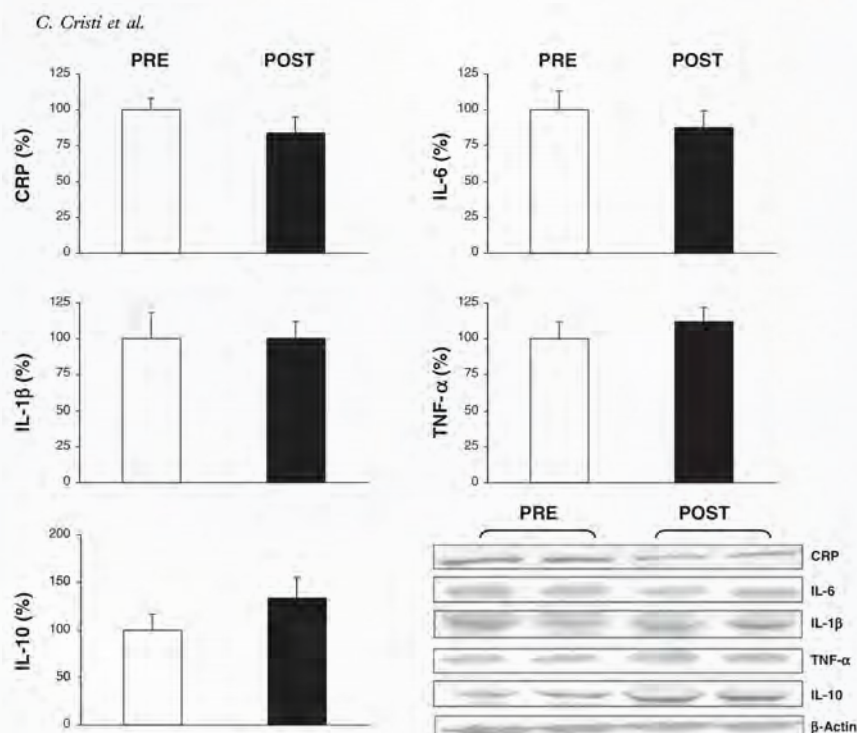 C. Cristi et al.
PRE POST
125
100
75
50
25
0
CRP (%)
PRE POST
125
100
75
50
25
0
IL-6 (%)
125
100
75
50
25
0
IL-1β (%)
125
100
75
50
25
0
TNF-α (%)
200
150
100
50
0
IL-10 (%)
PRE POST
CRP
IL-6
IL-1β
TNF-α
IL-10
β-Actin